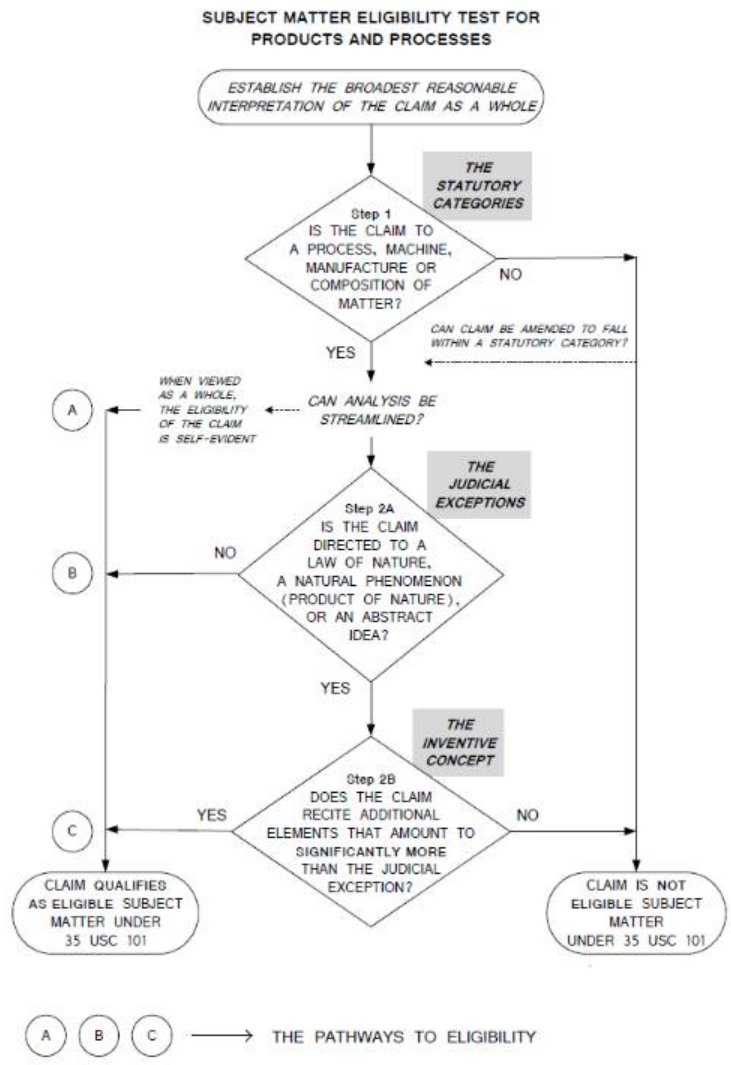 SUBJECT MATTER ELIGIBILITY TEST FOR
PRODUCTS AND PROCESSES
ESTABLISH THE BROADEST REASONABLE
INTERPRETATION OF THE CLAIM AS A WHOLE
THE
STATUTORY
CATEGORIES
Step 1
IS THE CLAIM TO
A PROCESS, MACHINE,
MANUFACTURE OR
COMPOSITION OF
MATTER?
NO
YES
CAN CLAIM BE AMENDED TO FALL
WITHIN A STATUTORY CATEGORY?
A
WHEN VIEWED
AS A WHOLE,
THE ELIGIBILITY
OF THE CLAIM
IS SELF-EVIDENT
CAN ANALYSIS BE
STREAMLINED?
THE
JUDICIAL
EXCEPTIONS
Step 2A
IS THE CLAIM
DIRECTED TO A
LAW OF NATURE,
A NATURAL PHENOMENON
(PRODUCT OF NATURE),
OR AN ABSTRACT
IDEA?
NO
B
YES
THE
INVENTIVE
CONCEPT
Step 2B
DOES THE CLAIM
RECITE ADDITIONAL
ELEMENTS THAT AMOUNT TO
SIGNIFICANTLY MORE
THAN THE JUDICIAL
EXCEPTION?
YES
NO
C
CLAIM QUALIFIES
AS ELIGIBLE SUBJECT
MATTER UNDER
35 USC 101
CLAIM IS NOT
ELIGIBLE SUBJECT
MATTER
UNDER 35 USC 101
A B C THE PATHWAYS TO ELIGIBILITY